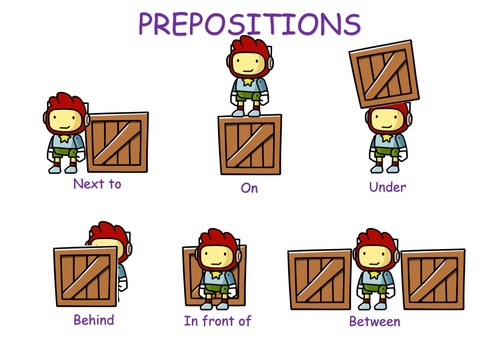 PREPOSITIONS
Next to
On
Under
Behind
In front of
Between